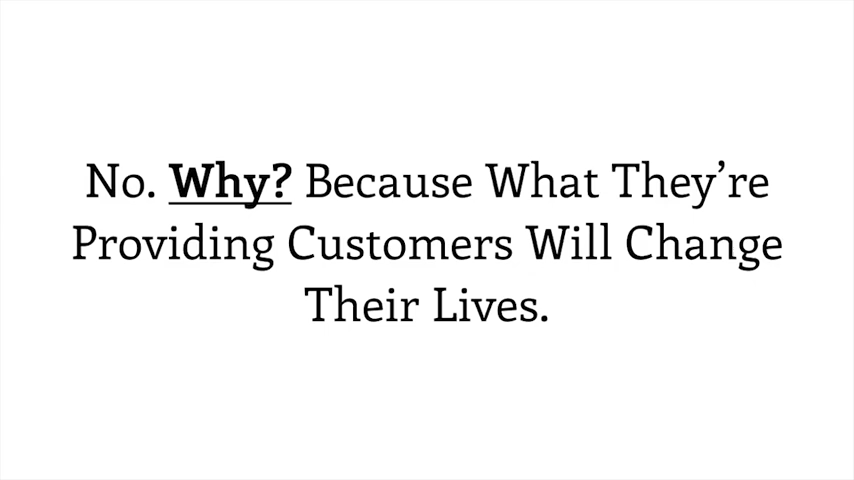 No. Why? Because What They’re
Providing Customers Will Change
Their Lives.